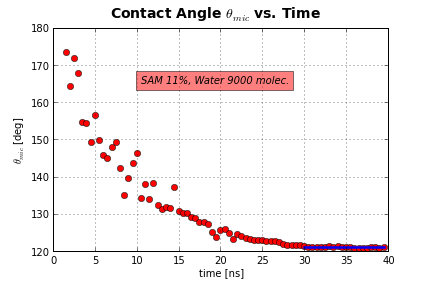 Contact Angle θmic vs. Time
180
170
160
150
140
130
120
θmic [deg]
SAM 11%, Water 9000 molec.
0 5 10 15 20 25 30 35 40
time [ns]